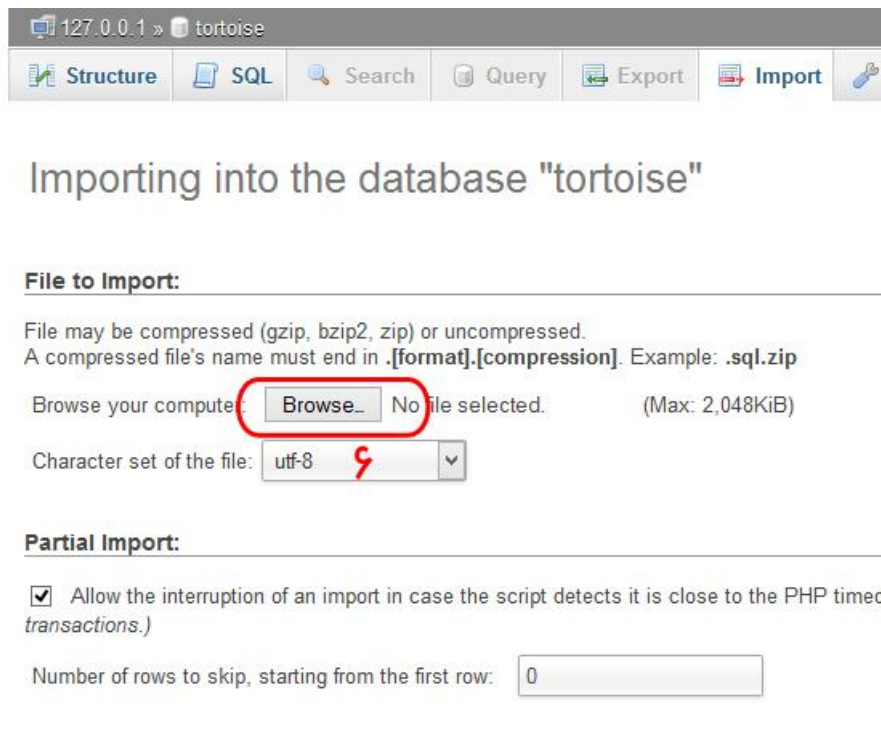 127.0.0.1 » tortoise
Structure SQL Search Query Export Import
Importing into the database "tortoise"
File to Import:
File may be compressed (gzip, bzip2, zip) or uncompressed.
A compressed file's name must end in .[format].[compression]. Example: .sql.zip
Browse your computer: Browse_ No file selected. (Max: 2,048KiB)
Character set of the file: utf-8 ۶
Partial Import:
Allow the interruption of an import in case the script detects it is close to the PHP
transactions.)
Number of rows to skip, starting from the first row: 0